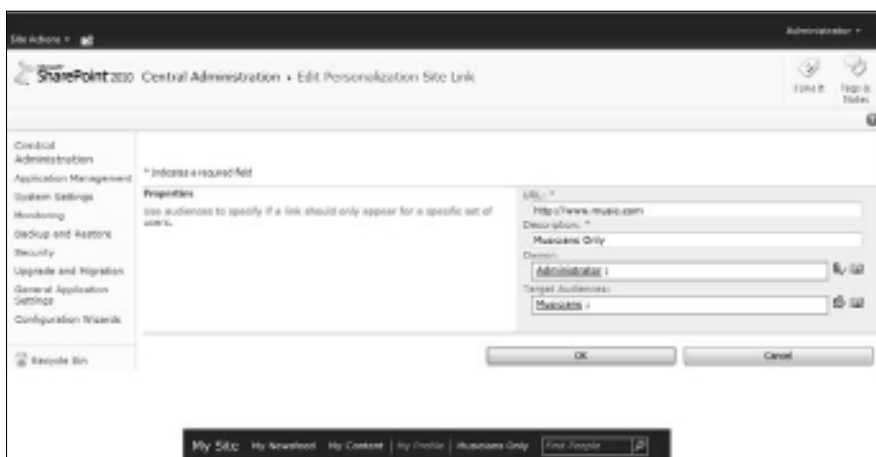 Site Actions
Administrator
Microsoft
SharePoint 2010 Central Administration › Edit Personalization Site Link
I Like It
Tags & Notes
Central Administration
Application Management
System Settings
Monitoring
Backup and Restore
Security
Upgrade and Migration
General Application Settings
Configuration Wizards
Recycle Bin
* Indicates a required field
Properties
Use audiences to specify if a link should only appear for a specific set of
users.
URL: *
http://www.music.com
Description: *
Musicians Only
Owner:
Administrator ;
Target Audiences:
Musicians ;
OK
Cancel
My Site My Newsfeed My Content | My Profile | Musicians Only Find People